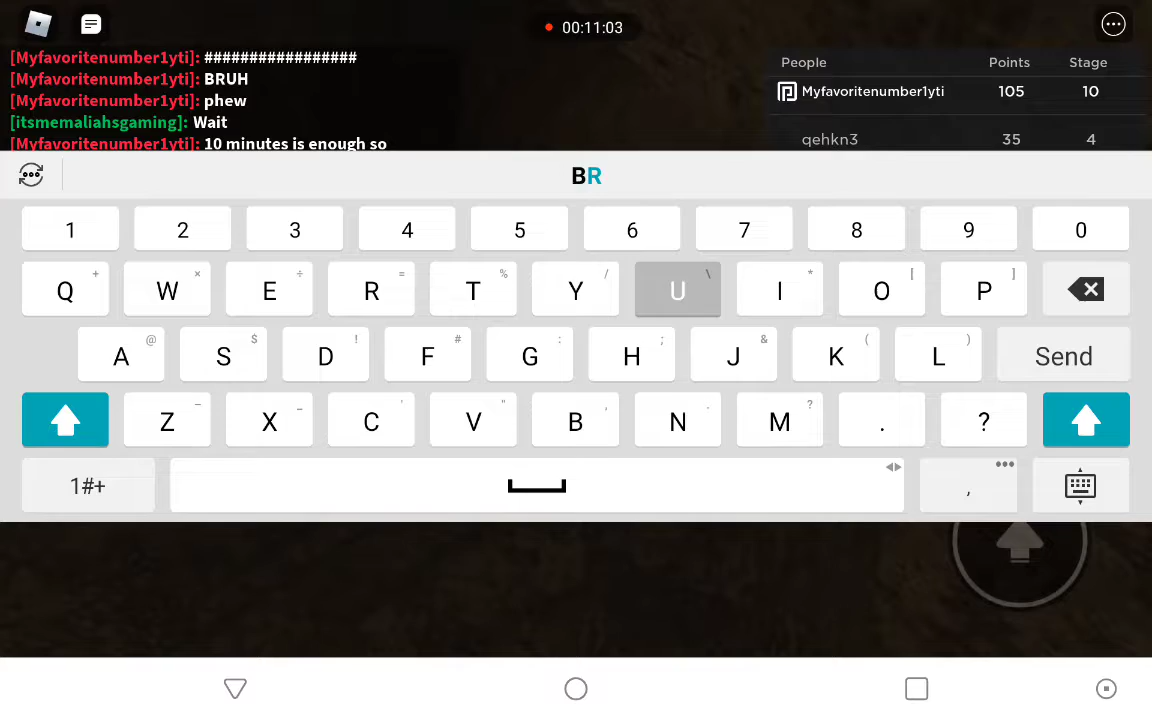 00:11:03
[Myfavoritenumber1yti]: #################
[Myfavoritenumber1yti]: BRUH
[Myfavoritenumber1yti]: phew
[itsmemaliahsgaming]: Wait
[Myfavoritenumber1yti]: 10 minutes is enough so
People Points Stage
Myfavoritenumber1yti 105 10
qehkn3 35 4
BR
1 2 3 4 5 6 7 8 9 0
Q + W × E ÷ R = T % Y / U \ I * O [ P ]
A @ S $ D ! F # G : H ; J & K ( L ) Send
Z - X _ C ' V " B , N . M ? . ?
1#+ ,